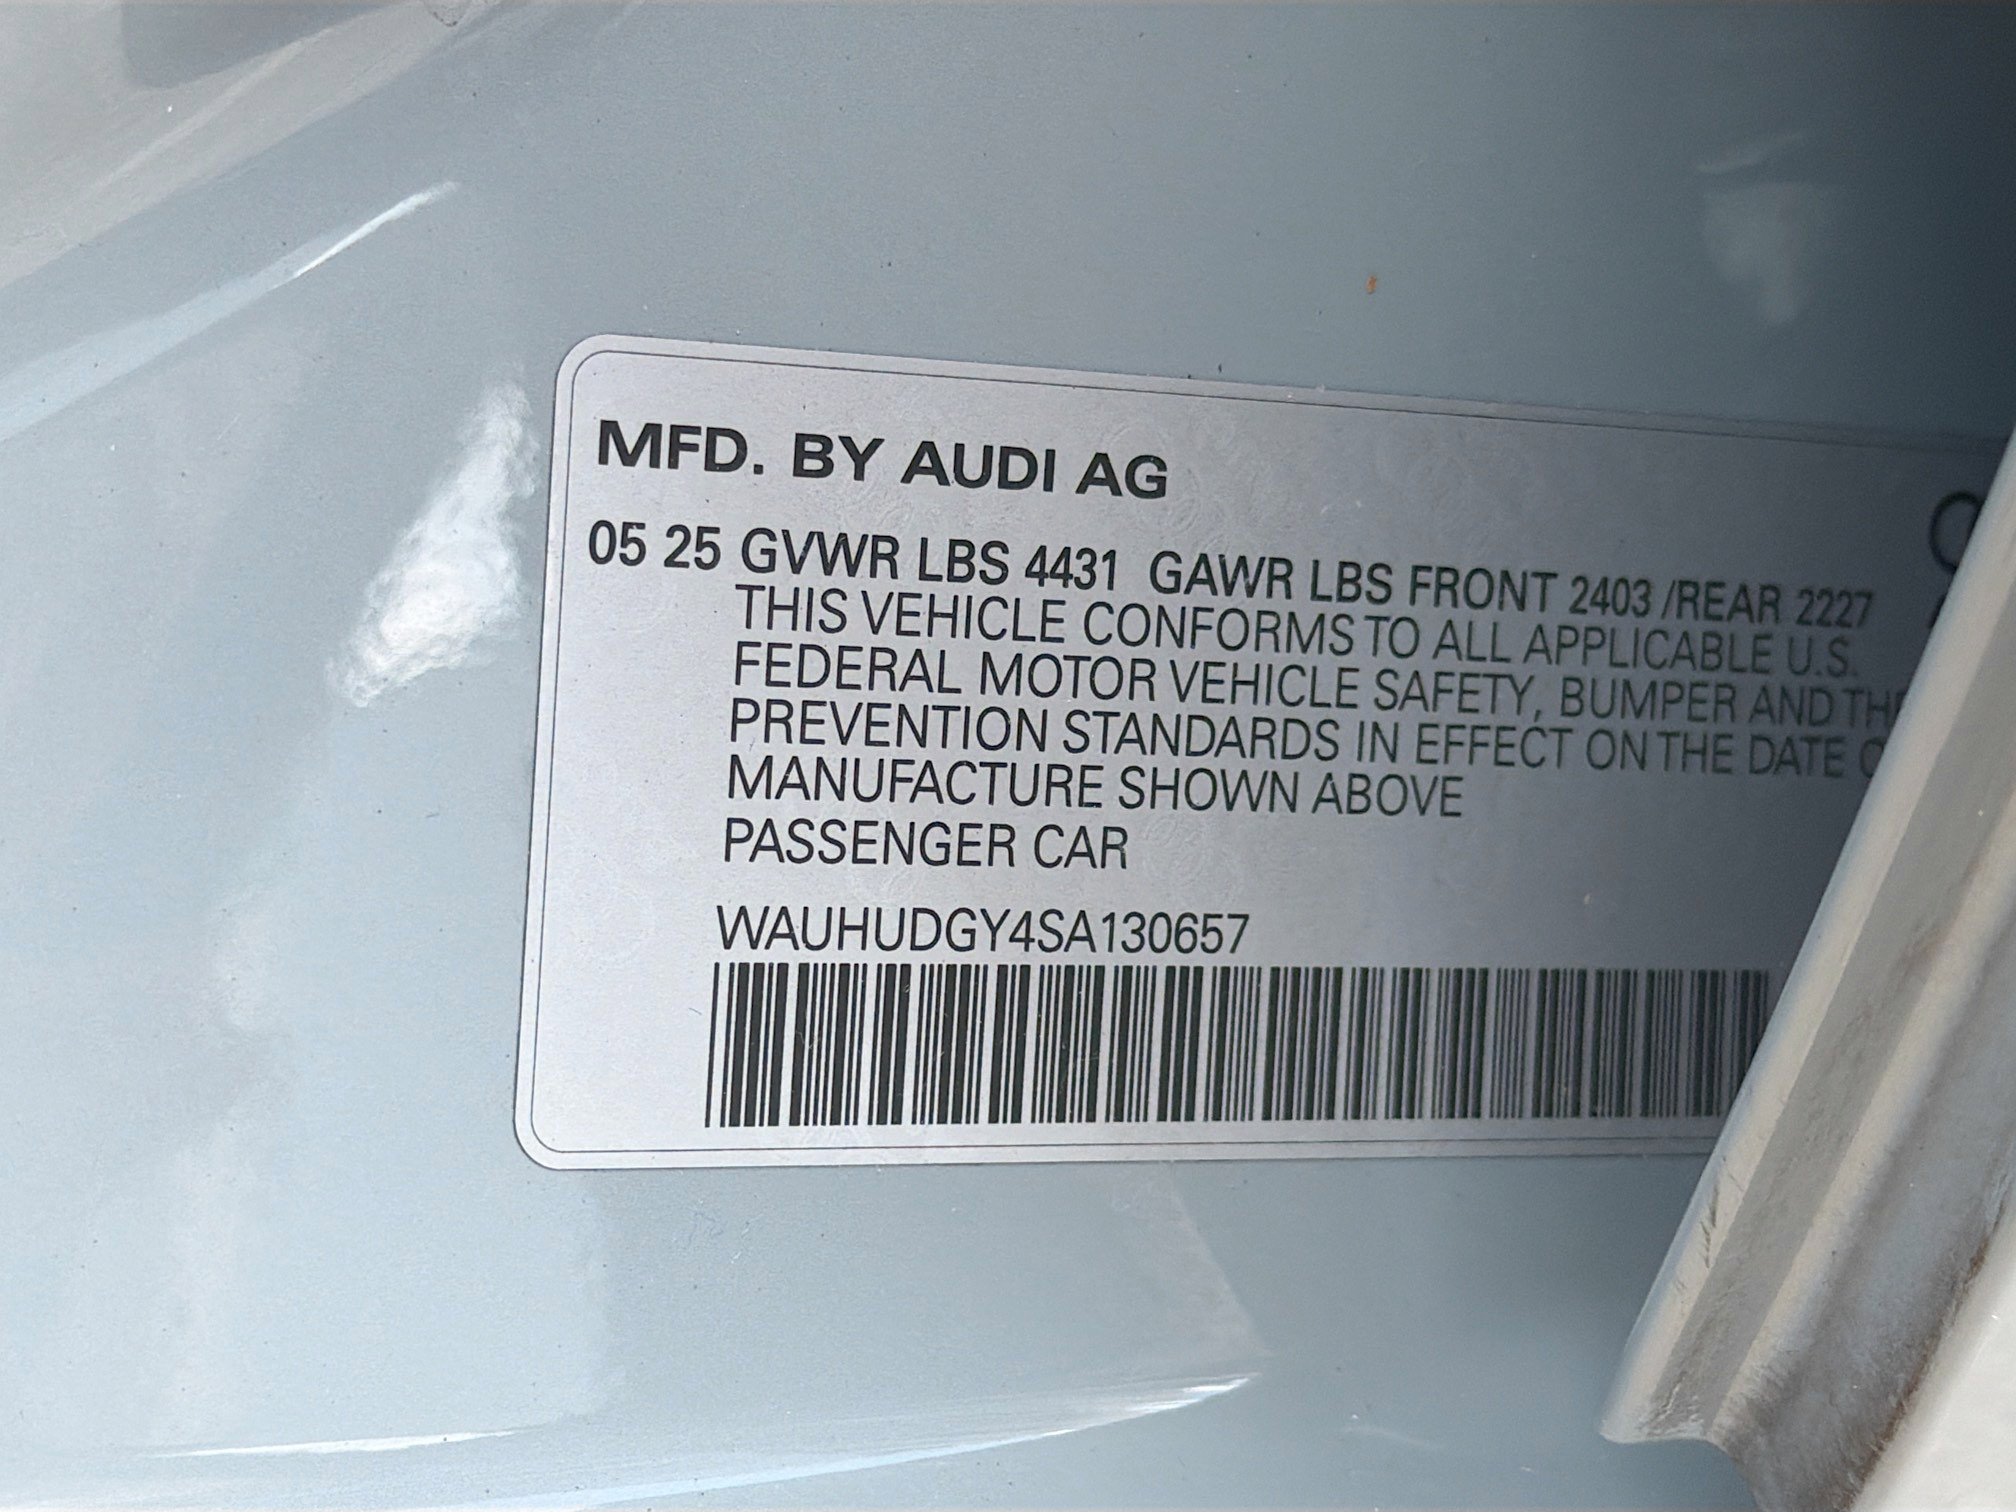 MFD. BY AUDI AG
05 25 GVWR LBS 4431 GAWR LBS FRONT 2403 /REAR 2227
THIS VEHICLE CONFORMS TO ALL APPLICABLE U.S.
FEDERAL MOTOR VEHICLE SAFETY, BUMPER AND
PREVENTION STANDARDS IN EFFECT ON THE DATE
MANUFACTURE SHOWN ABOVE
PASSENGER CAR
WAUHUDGY4SA130657